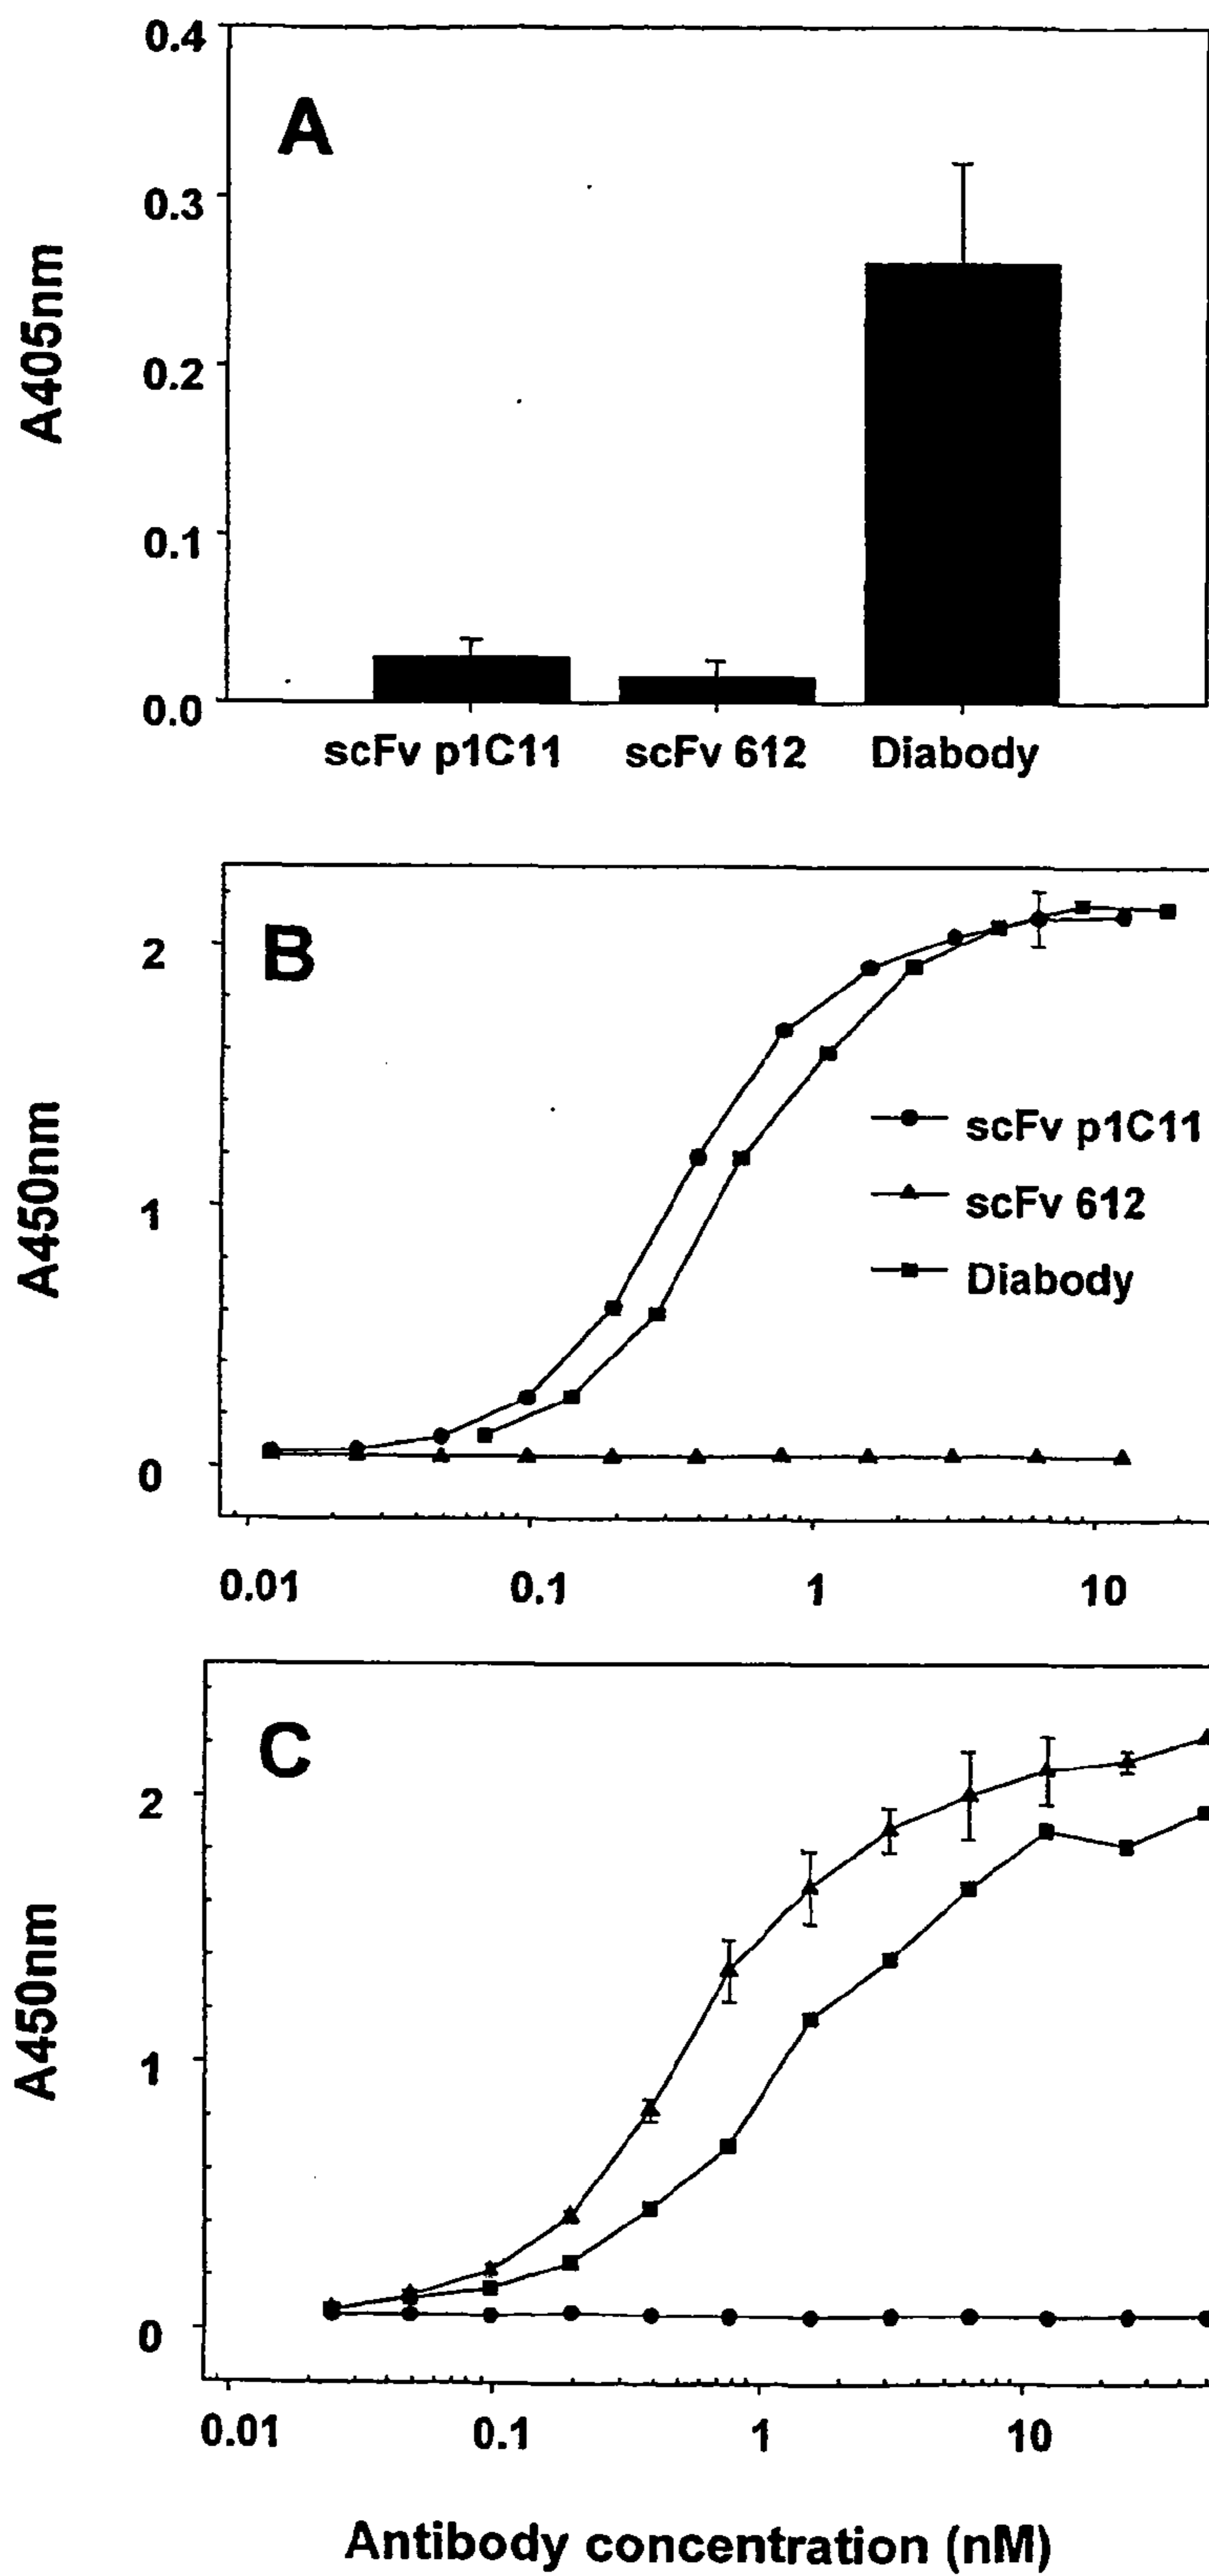 A
A405nm
0.4
0.3
0.2
0.1
0.0
scFv p1C11 scFv 612 Diabody
B
A450nm
2
1
0
scFv p1C11
scFv 612
Diabody
0.01 0.1 1 10
C
A450nm
2
1
0
0.01 0.1 1 10
Antibody concentration (nM)